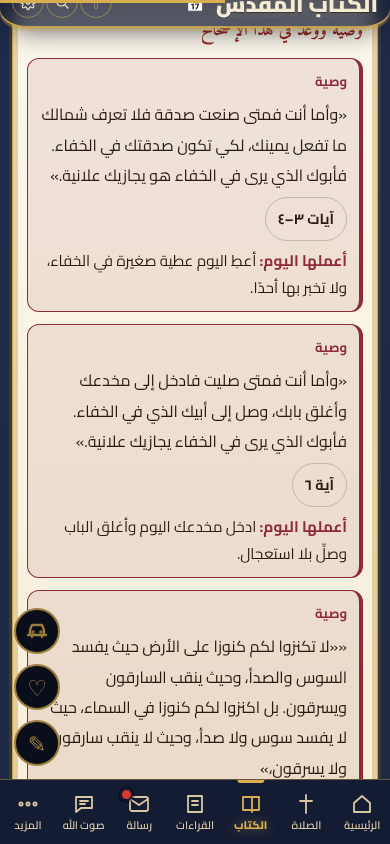 الكتاب المقدس
وصية ووعد في هذا الإصحاح
وصية
«وأما أنت فمتى صنعت صدقة فلا تعرف شمالك
ما تفعل يمينك، لكي تكون صدقتك في الخفاء.
فأبوك الذي يرى في الخفاء هو يجازيك علانية.»
آيات ٣–٤
أعملها اليوم: أعطِ اليوم عطية صغيرة في الخفاء،
ولا تخبر بها أحدًا.
وصية
«وأما أنت فمتى صليت فادخل إلى مخدعك
وأغلق بابك، وصل إلى أبيك الذي في الخفاء.
فأبوك الذي يرى في الخفاء يجازيك علانية.»
آية ٦
أعملها اليوم: ادخل مخدعك اليوم وأغلق الباب
وصلِّ بلا استعجال.
وصية
«»لا تكنزوا لكم كنوزا على الأرض حيث يفسد
السوس والصدأ، وحيث ينقب السارقون
ويسرقون. بل اكنزوا لكم كنوزا في السماء، حيث
لا يفسد سوس ولا صدأ، وحيث لا ينقب سارقون
ولا يسرقون،»
الرئيسية
الصلاة
الكتاب
القراءات
رسالة
صوت الله
المزيد